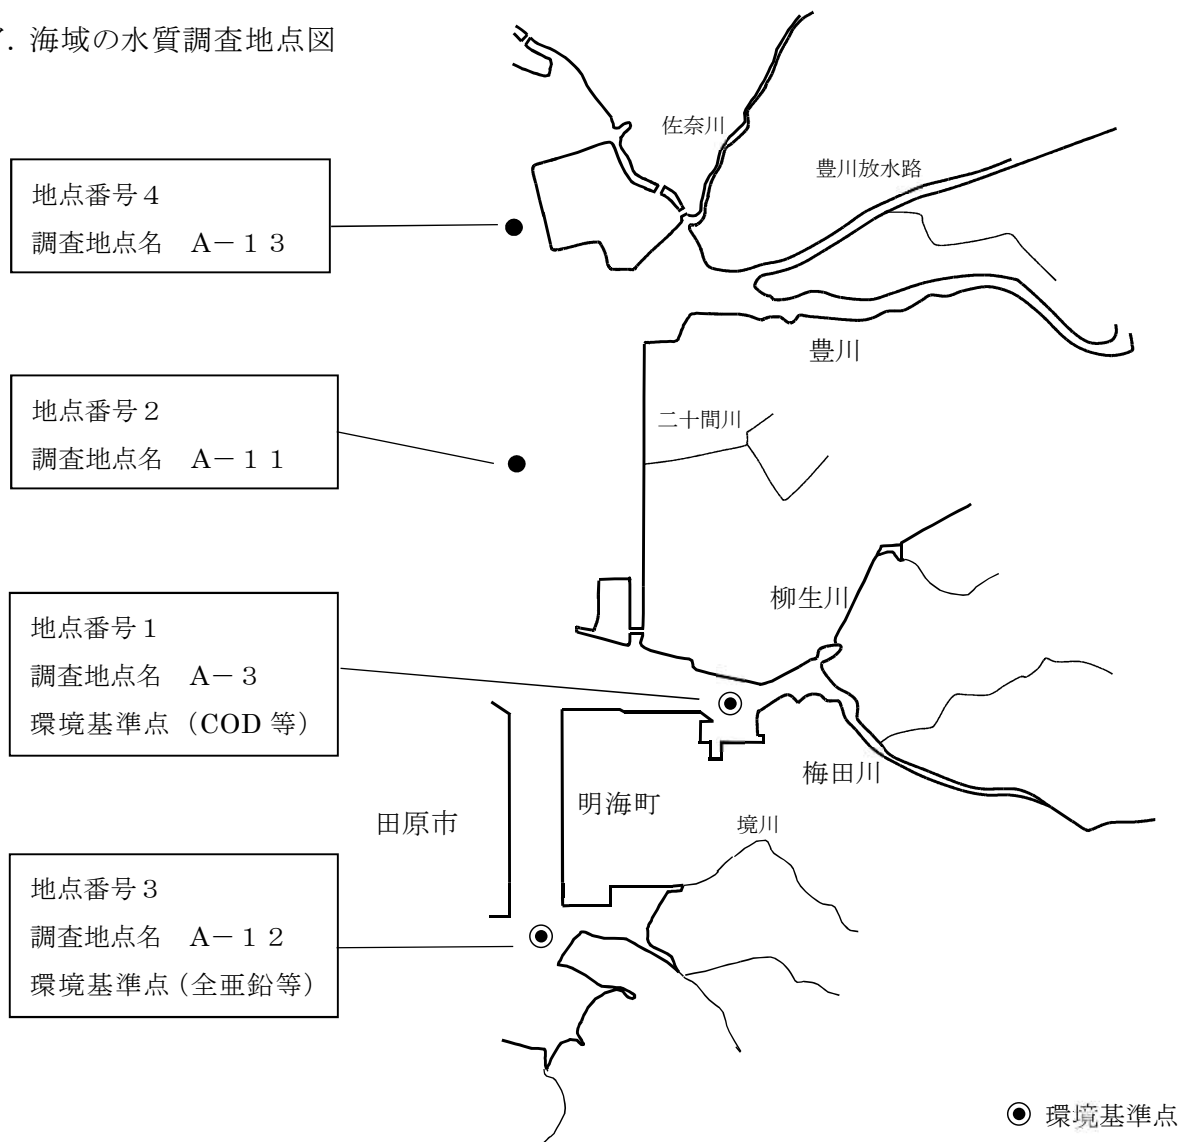 . 海域の水質調査地点図
佐奈川
豊川放水路
地点番号4
調査地点名　A－13
豊川
地点番号2
調査地点名　A－11
二十間川
柳生川
地点番号1
調査地点名　A－3
環境基準点（COD 等）
梅田川
田原市
明海町
境川
地点番号3
調査地点名　A－12
環境基準点（全亜鉛等）
環境基準点